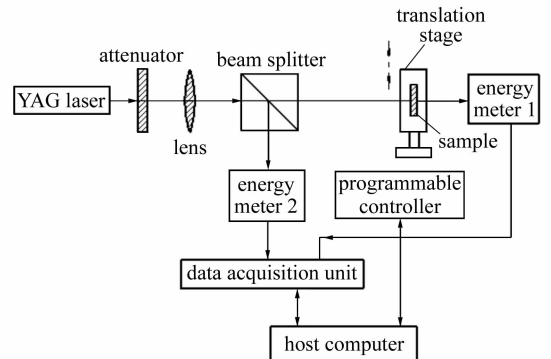 translation
stage
attenuator
beam splitter
YAG laser
energy
meter 1
lens
sample
energy
meter 2
programmable
controller
data acquisition unit
host computer